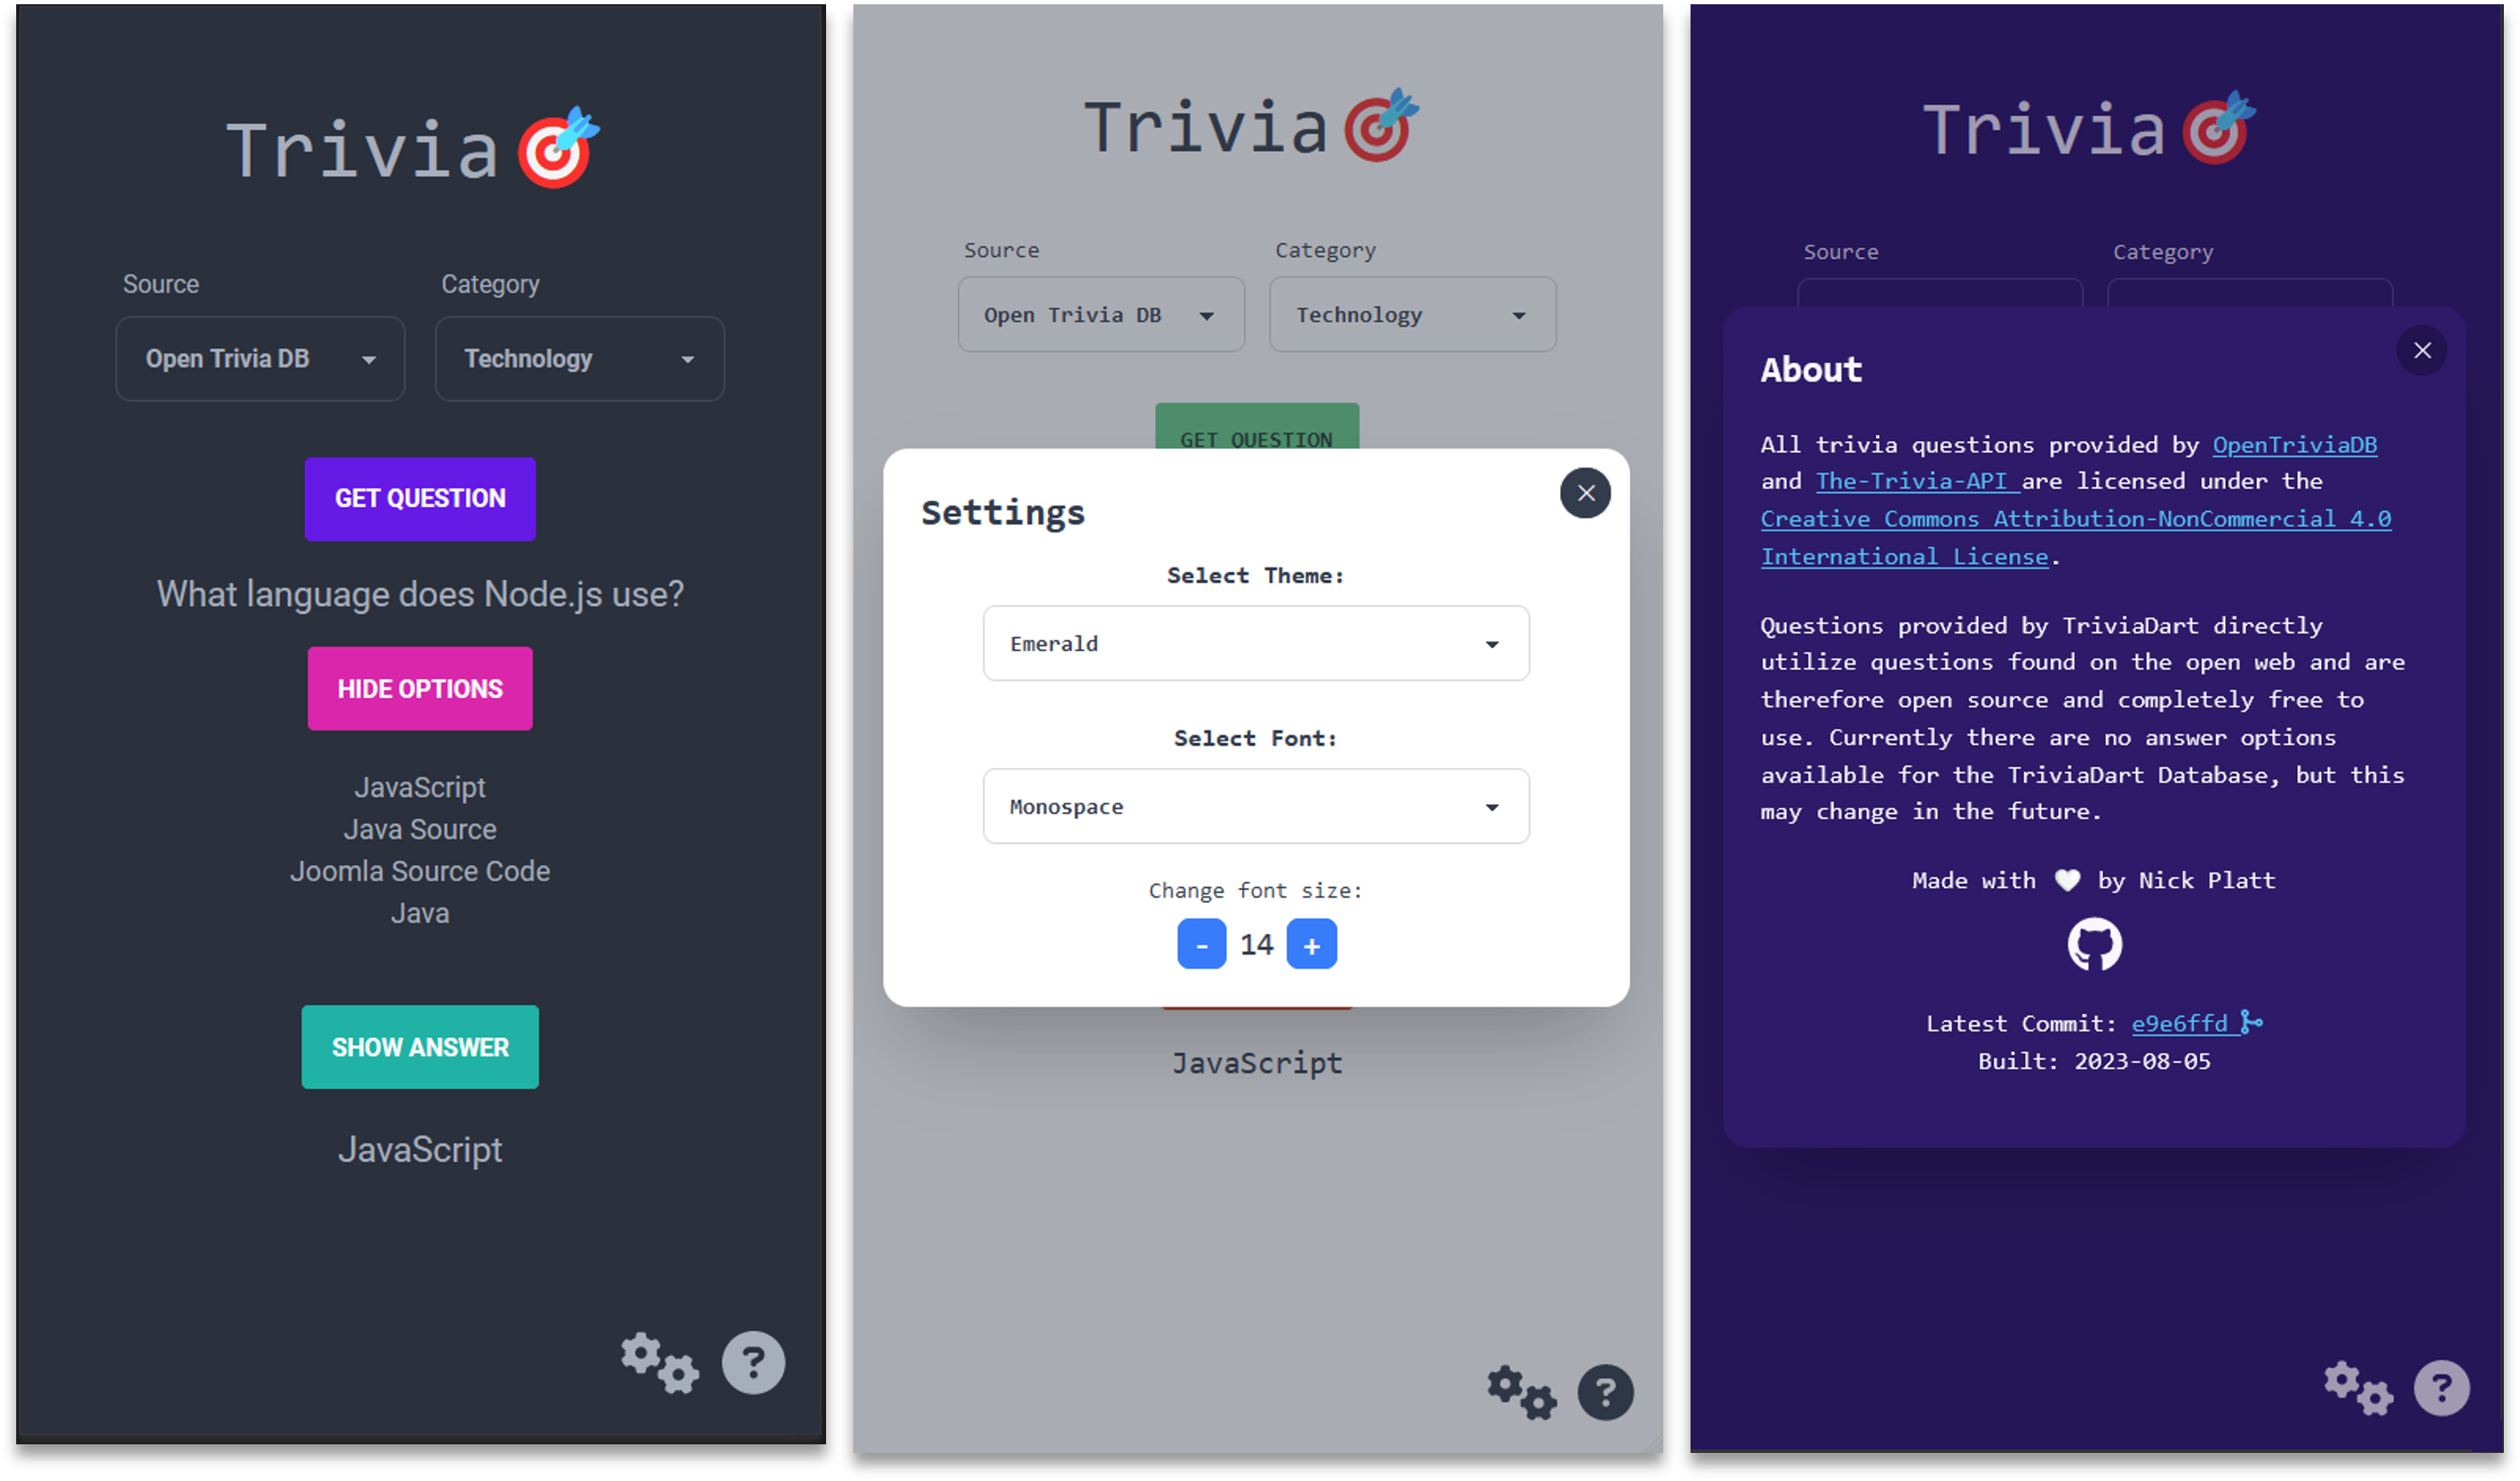 Trivia
Source Category
Open Trivia DB Technology
GET QUESTION
What language does Node.js use?
HIDE OPTIONS
JavaScript
Java Source
Joomla Source Code
Java
SHOW ANSWER
JavaScript
?
Trivia
Source Category
Open Trivia DB Technology
GET QUESTION
Settings
Select Theme:
Emerald
Select Font:
Monospace
Change font size:
- 14 +
JavaScript
?
Trivia
Source Category
About
All trivia questions provided by OpenTriviaDB
and The-Trivia-API are licensed under the
Creative Commons Attribution-NonCommercial 4.0
International License.
Questions provided by TriviaDart directly
utilize questions found on the open web and are
therefore open source and completely free to
use. Currently there are no answer options
available for the TriviaDart Database, but this
may change in the future.
Made with 🤍 by Nick Platt
Latest Commit: e9e6ffd
Built: 2023-08-05
?